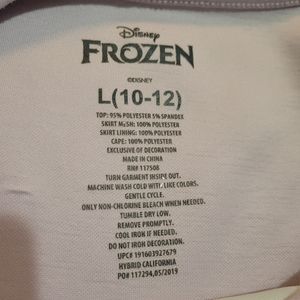 Disney
FROZEN
©DISNEY
L(10-12)
TOP: 95% POLYESTER 5% SPANDEX
SKIRT MESH: 100% POLYESTER
SKIRT LINING: 100% POLYESTER
CAPE: 100% POLYESTER
EXCLUSIVE OF DECORATION
MADE IN CHINA
RN# 117508
TURN GARMENT INSIDE OUT.
MACHINE WASH COLD WITH LIKE COLORS.
GENTLE CYCLE.
ONLY NON-CHLORINE BLEACH WHEN NEEDED.
TUMBLE DRY LOW.
REMOVE PROMPTLY.
COOL IRON IF NEEDED.
DO NOT IRON DECORATION.
UPC# 191603927679
HYBRID CALIFORNIA
PO# 117294,05/2019